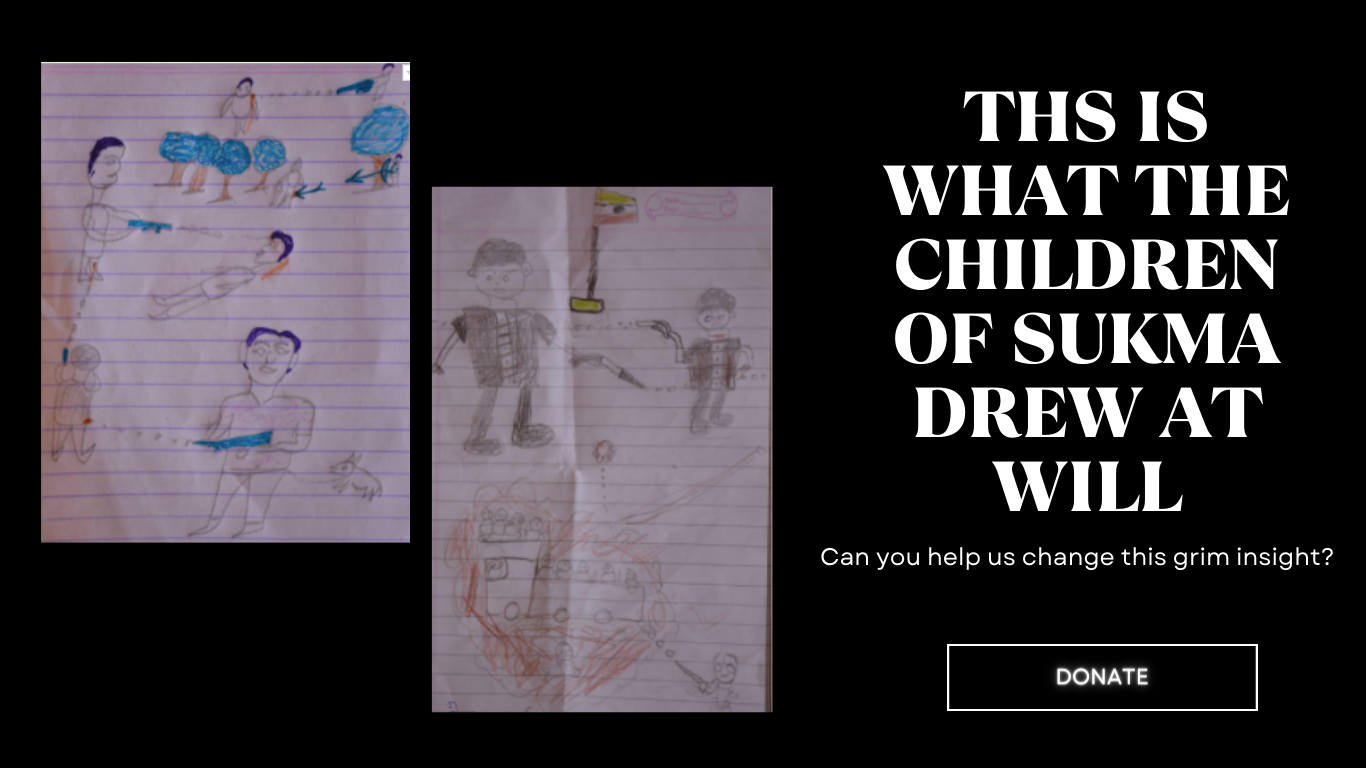 THS IS
WHAT THE
CHILDREN
OF SUKMA
DREW AT
WILL
Can you help us change this grim insight?
DONATE